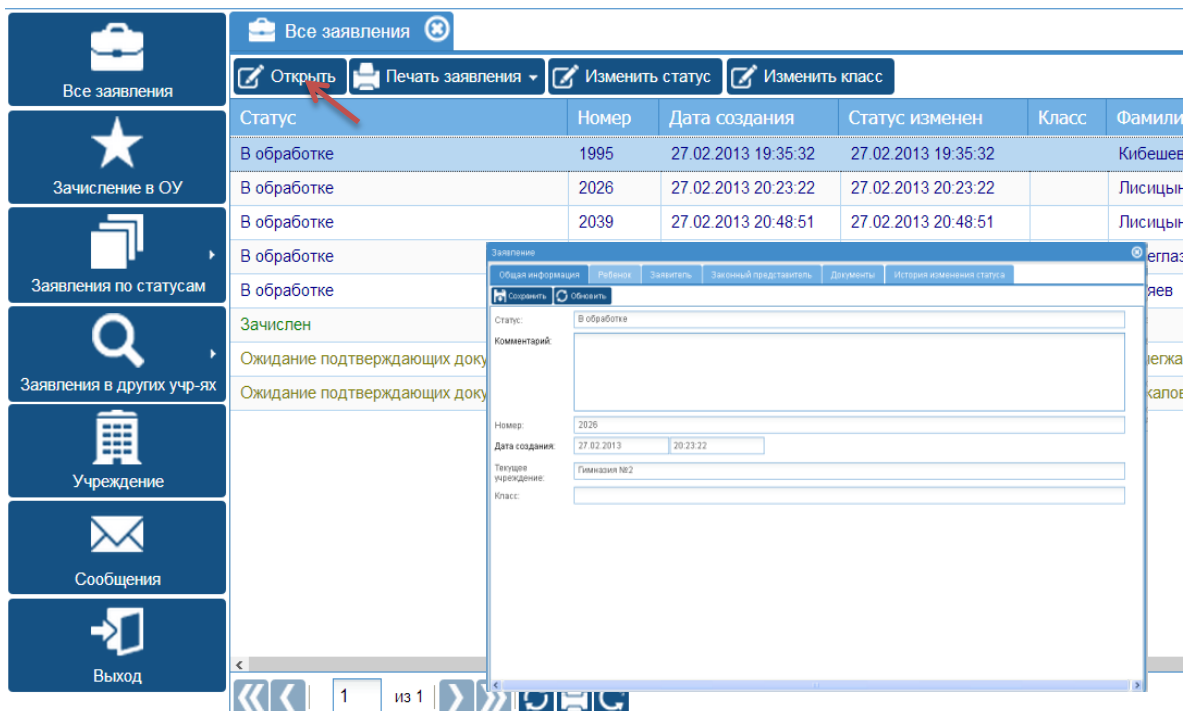 Все заявления
Зачисление в ОУ
Заявления по статусам
Заявления в других учр-ях
Учреждение
Сообщения
Выход
Все заявления
Открыть Печать заявления Изменить статус Изменить класс
Статус Номер Дата создания Статус изменен Класс Фамили
В обработке 1995 27.02.2013 19:35:32 27.02.2013 19:35:32 Кибешев
В обработке 2026 27.02.2013 20:23:22 27.02.2013 20:23:22 Лисицын
В обработке 2039 27.02.2013 20:48:51 27.02.2013 20:48:51 Лисицын
В обработке
В обработке яев
Зачислен
Ожидание подтверждающих доку
Ожидание подтверждающих доку
Заявление
Общая информация Ребенок Заявитель Законный представитель Документы История изменения статуса
Сохранить Обновить
Статус: В обработке
Комментарий:
Номер: 2026
Дата создания: 27.02.2013 20:23:22
Текущее учреждение: Гимназия №2
Класс:
1 из 1